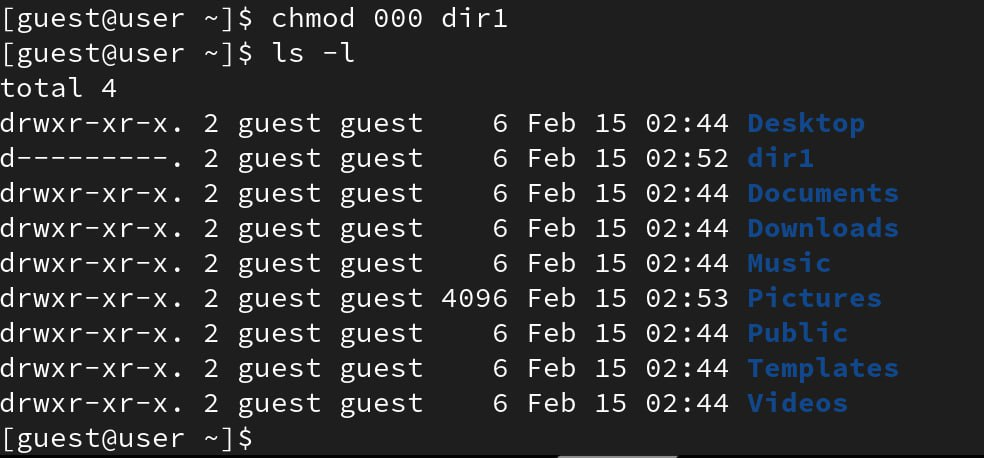 [guest@user ~]$ chmod 000 dir1
[guest@user ~]$ ls -l
total 4
drwxr-xr-x. 2 guest guest    6 Feb 15 02:44 Desktop
d---------. 2 guest guest    6 Feb 15 02:52 dir1
drwxr-xr-x. 2 guest guest    6 Feb 15 02:44 Documents
drwxr-xr-x. 2 guest guest    6 Feb 15 02:44 Downloads
drwxr-xr-x. 2 guest guest    6 Feb 15 02:44 Music
drwxr-xr-x. 2 guest guest 4096 Feb 15 02:53 Pictures
drwxr-xr-x. 2 guest guest    6 Feb 15 02:44 Public
drwxr-xr-x. 2 guest guest    6 Feb 15 02:44 Templates
drwxr-xr-x. 2 guest guest    6 Feb 15 02:44 Videos
[guest@user ~]$